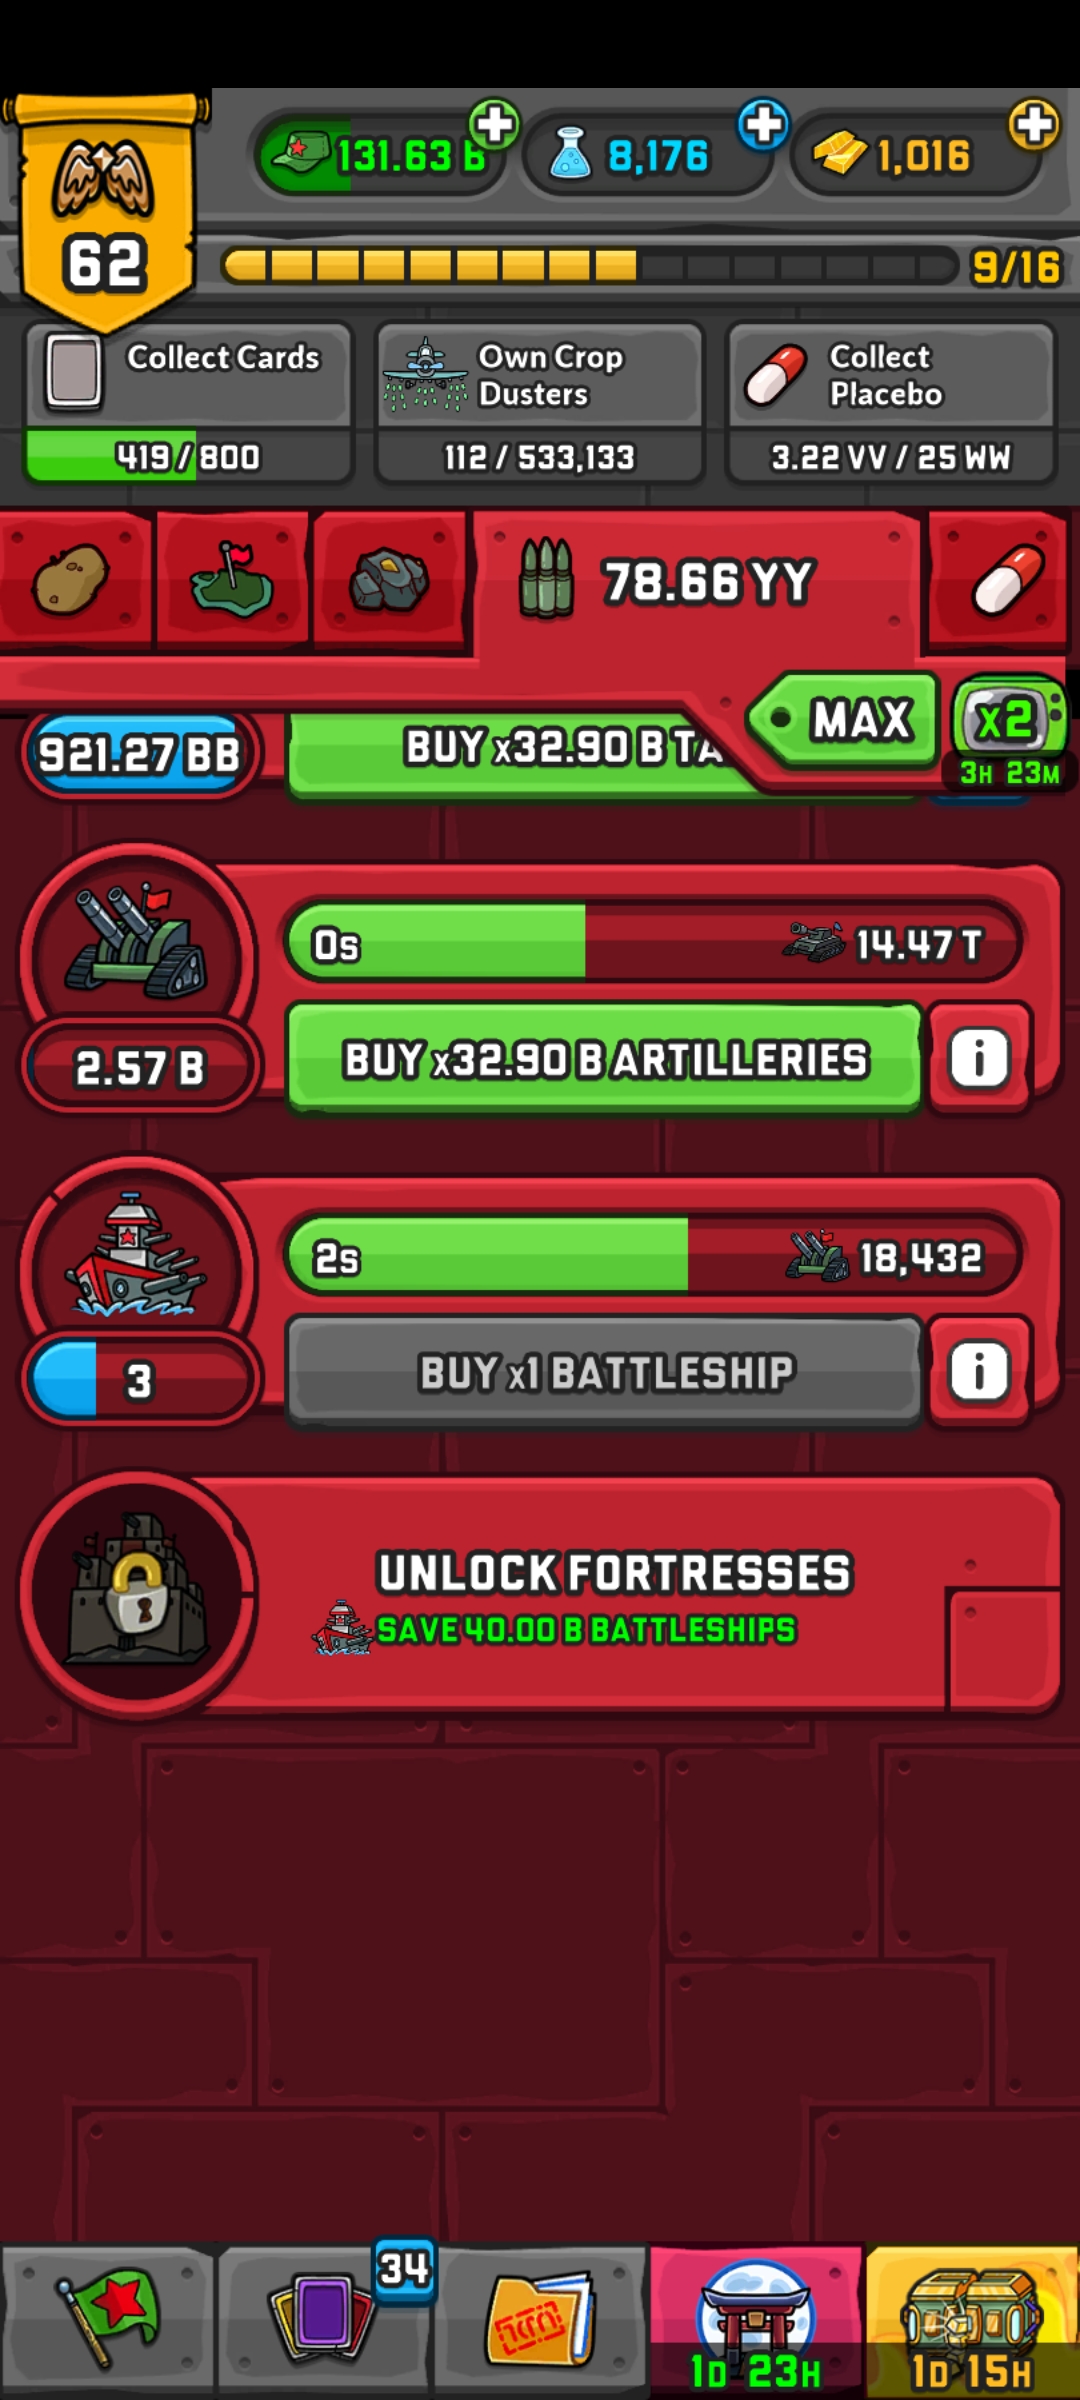 62
131.63 B
8,176
1,016
9/16
Collect Cards
419/800
Own Crop
Dusters
112/533,133
Collect
Placebo
3.22 VV/25 WW
78.66 YY
MAX
x2
3H 23M
921.27 BB
BUY x32.90 B TA
0s
14.47 T
2.57 B
BUY x32.90 B ARTILLERIES
i
2s
18,432
3
BUY x1 BATTLESHIP
i
UNLOCK FORTRESSES
SAVE 40.00 B BATTLESHIPS
34
1D 23H
1D 15H